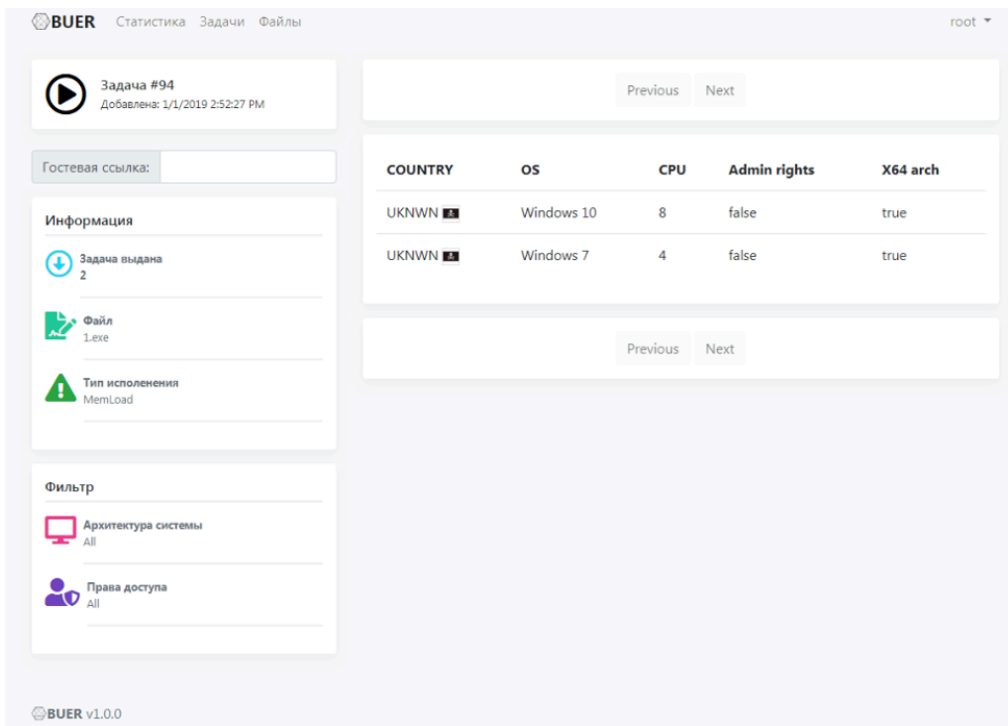 BUER Статистика Задачи Файлы root
Задача #94
Добавлена: 1/1/2019 2:52:27 PM
Гостевая ссылка:
Информация
Задача выдана
2
Файл
1.exe
Тип исполенения
MemLoad
Фильтр
Архитектура системы
All
Права доступа
All
Previous Next
COUNTRY OS CPU Admin rights X64 arch
UKNWN Windows 10 8 false true
UKNWN Windows 7 4 false true
Previous Next
BUER v1.0.0